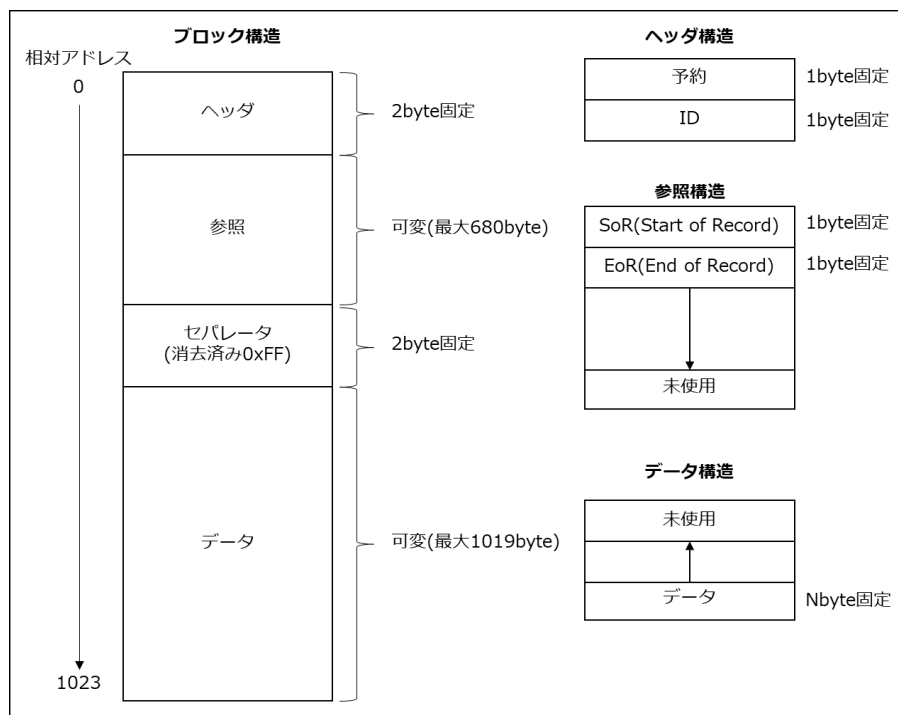 ブロック構造
相対アドレス
0
1023
ヘッダ
2byte固定
参照
可変(最大680byte)
セパレータ
(消去済み0xFF)
2byte固定
データ
可変(最大1019byte)
ヘッダ構造
予約
1byte固定
ID
1byte固定
参照構造
SoR(Start of Record)
1byte固定
EoR(End of Record)
1byte固定
未使用
データ構造
未使用
データ
Nbyte固定